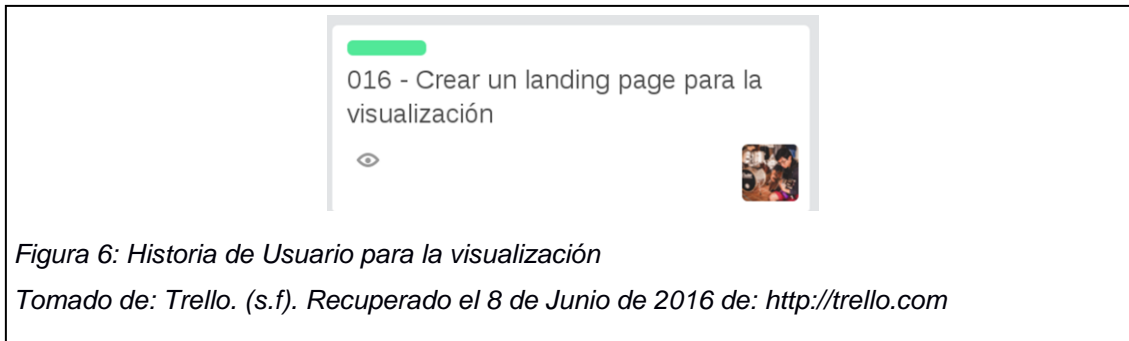 016 - Crear un landing page para la
visualización
Figura 6: Historia de Usuario para la visualización
Tomado de: Trello. (s.f). Recuperado el 8 de Junio de 2016 de: http://trello.com